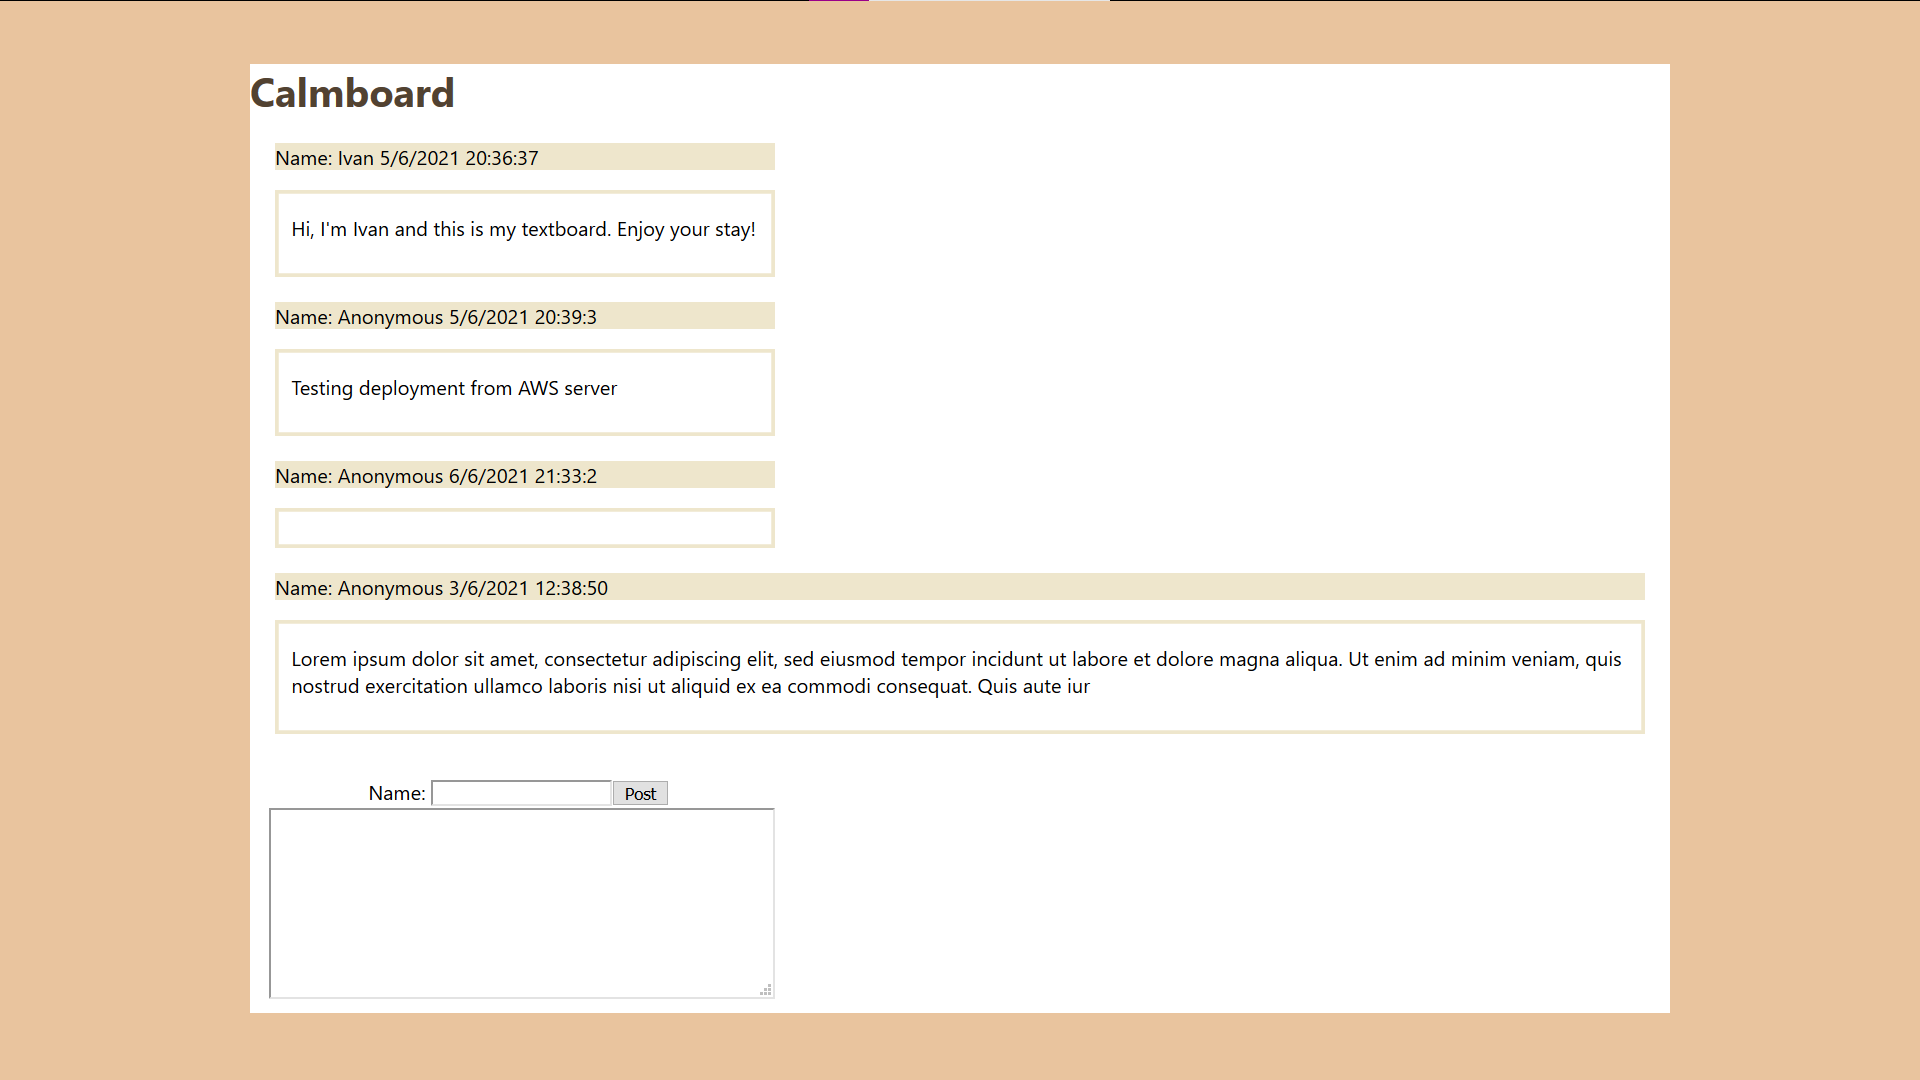 Calmboard
Name: Ivan 5/6/2021 20:36:37
Hi, I'm Ivan and this is my textboard. Enjoy your stay!
Name: Anonymous 5/6/2021 20:39:3
Testing deployment from AWS server
Name: Anonymous 6/6/2021 21:33:2
Name: Anonymous 3/6/2021 12:38:50
Lorem ipsum dolor sit amet, consectetur adipiscing elit, sed eiusmod tempor incidunt ut labore et dolore magna aliqua. Ut enim ad minim veniam, quis
nostrud exercitation ullamco laboris nisi ut aliquid ex ea commodi consequat. Quis aute iur
Name: Post